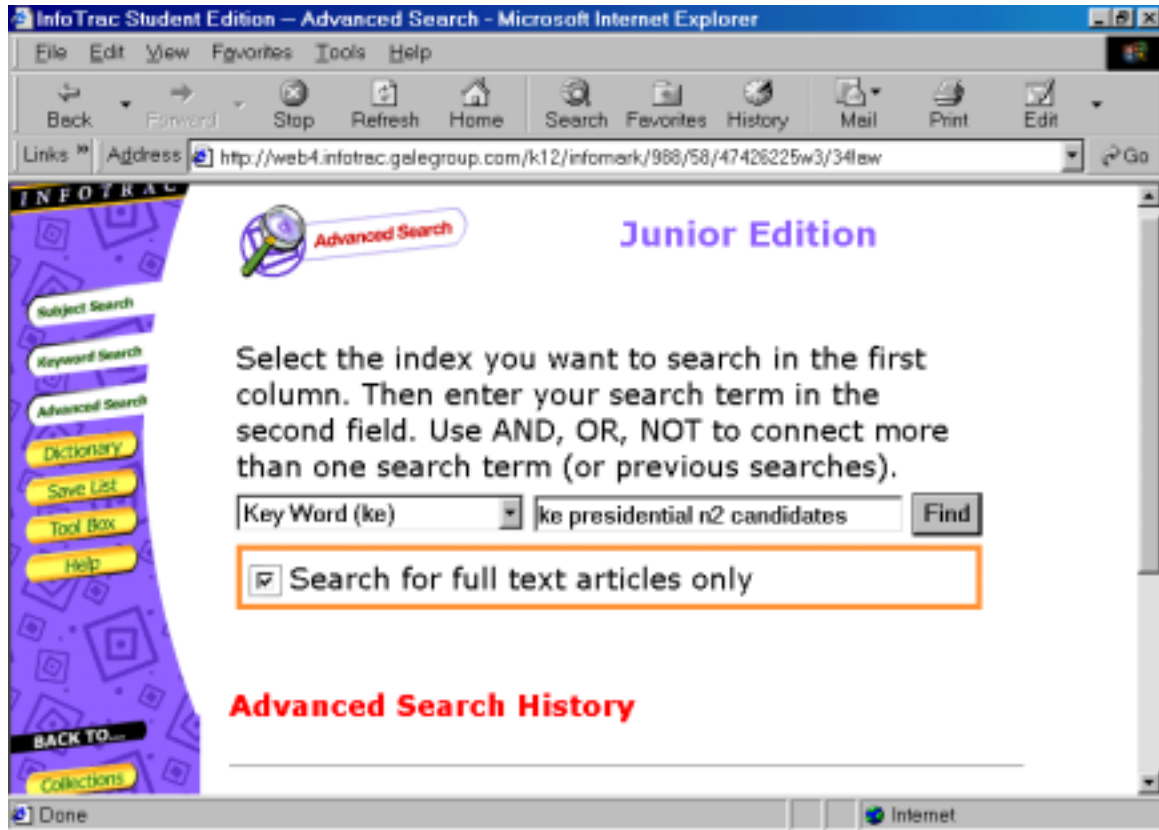 InfoTrac Student Edition — Advanced Search - Microsoft Internet Explorer
File Edit View Favorites Tools Help
Back Forward Stop Refresh Home Search Favorites History Mail Print Edit
Links » Address http://web4.infotrac.galegroup.com/k12/infomark/988/58/47426225w3/34!aw Go
INFOTRAC
Advanced Search
Junior Edition
Subject Search
Keyword Search
Advanced Search
Dictionary
Save List
Tool Box
Help
Select the index you want to search in the first
column. Then enter your search term in the
second field. Use AND, OR, NOT to connect more
than one search term (or previous searches).
Key Word (ke) ke presidential n2 candidates Find
Search for full text articles only
Advanced Search History
BACK TO...
Collections
Done Internet